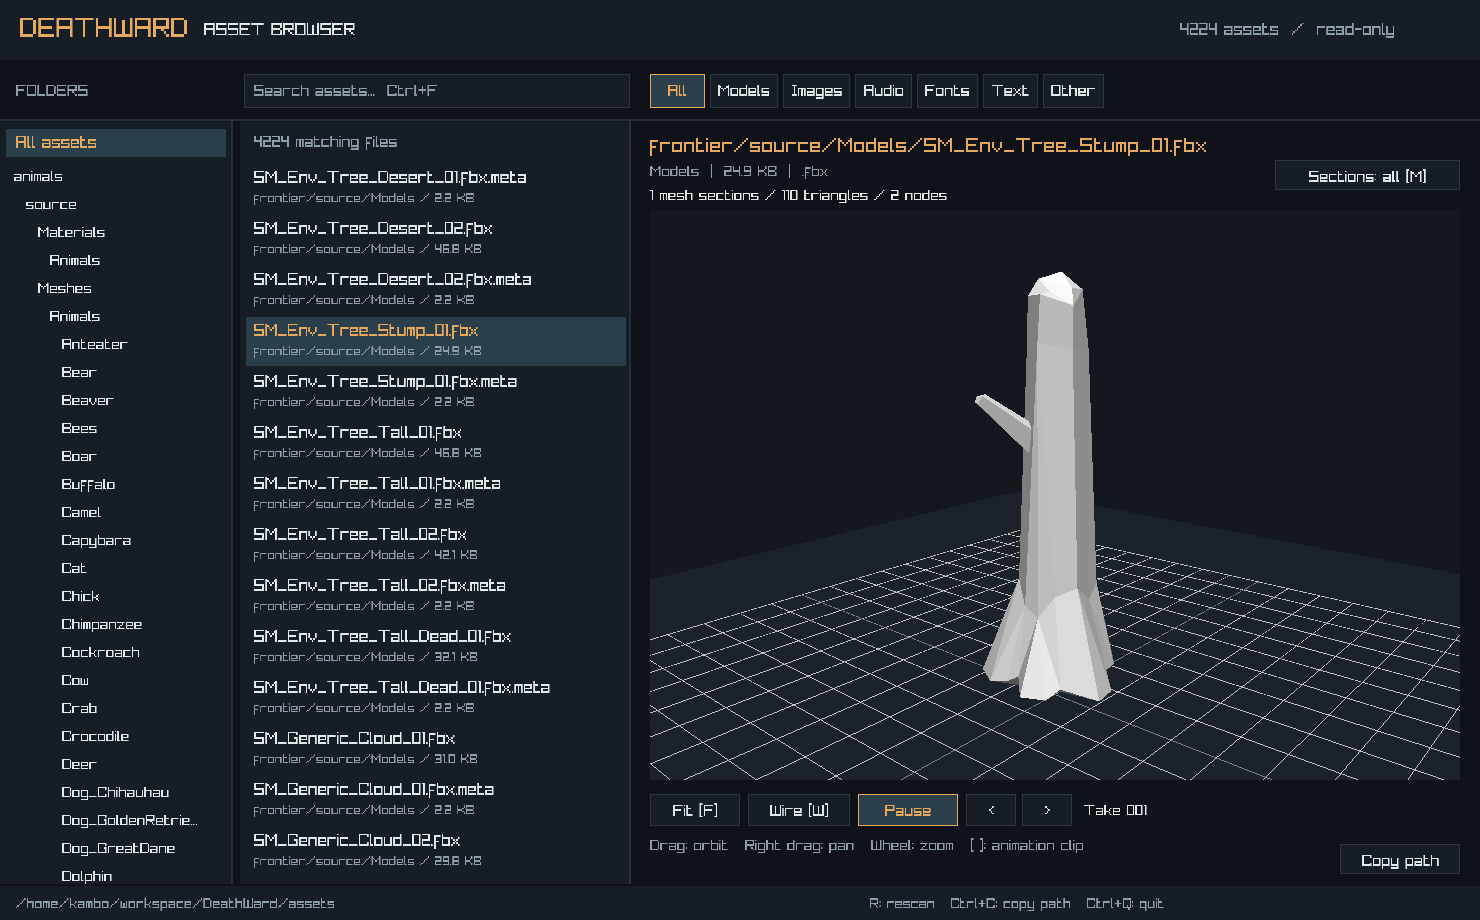 DEATHWARD ASSET BROWSER
4224 assets / read-only
FOLDERS
Search assets... Ctrl+F
All Models Images Audio Fonts Text Other
All assets
animals
source
Materials
Animals
Meshes
Animals
Anteater
Bear
Beaver
Bees
Boar
Buffalo
Camel
Capybara
Cat
Chick
Chimpanzee
Cockroach
Cow
Crab
Crocodile
Deer
Dog_Chihauhau
Dog_GoldenRetrie...
Dog_GreatDane
Dolphin
4224 matching files
SM_Env_Tree_Desert_01.fbx.meta
frontier/source/Models / 2.2 KB
SM_Env_Tree_Desert_02.fbx
frontier/source/Models / 46.8 KB
SM_Env_Tree_Desert_02.fbx.meta
frontier/source/Models / 2.2 KB
SM_Env_Tree_Stump_01.fbx
frontier/source/Models / 24.9 KB
SM_Env_Tree_Stump_01.fbx.meta
frontier/source/Models / 2.2 KB
SM_Env_Tree_Tall_01.fbx
frontier/source/Models / 46.8 KB
SM_Env_Tree_Tall_01.fbx.meta
frontier/source/Models / 2.2 KB
SM_Env_Tree_Tall_02.fbx
frontier/source/Models / 42.1 KB
SM_Env_Tree_Tall_02.fbx.meta
frontier/source/Models / 2.2 KB
SM_Env_Tree_Tall_Dead_01.fbx
frontier/source/Models / 32.1 KB
SM_Env_Tree_Tall_Dead_01.fbx.meta
frontier/source/Models / 2.2 KB
SM_Generic_Cloud_01.fbx
frontier/source/Models / 31.0 KB
SM_Generic_Cloud_01.fbx.meta
frontier/source/Models / 2.2 KB
SM_Generic_Cloud_02.fbx
frontier/source/Models / 29.8 KB
frontier/source/Models/SM_Env_Tree_Stump_01.fbx
Models | 24.9 KB | .fbx
1 mesh sections / 110 triangles / 2 nodes
Sections: all [M]
Fit [F] Wire [W] Pause < > Take 001
Drag: orbit Right drag: pan Wheel: zoom [ ]: animation clip
Copy path
/home/kambo/workspace/DeathWard/assets
R: rescan Ctrl+C: copy path Ctrl+Q: quit